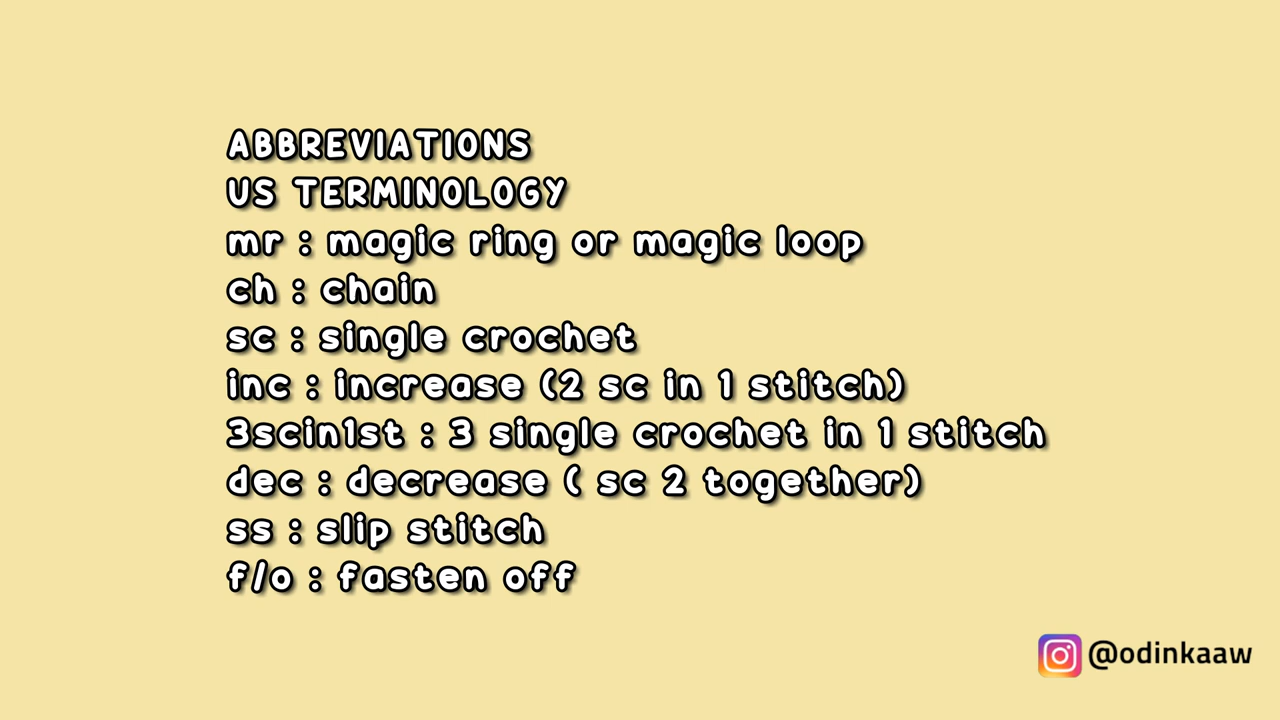 ABBREVIATIONS
US TERMINOLOGY
mr : magic ring or magic loop
ch : chain
sc : single crochet
inc : increase (2 sc in 1 stitch)
3scin1st : 3 single crochet in 1 stitch
dec : decrease ( sc 2 together)
ss : slip stitch
f/o : fasten off
@odinkaaw